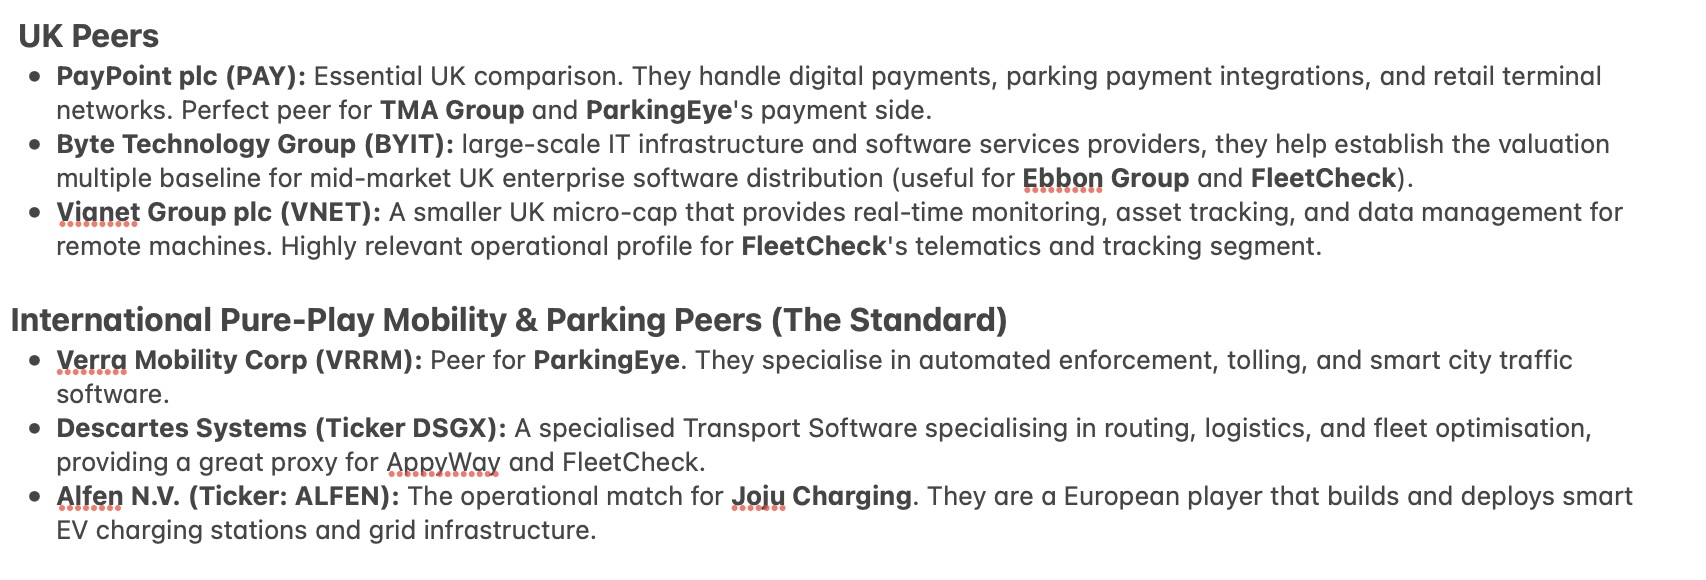 UK Peers
• PayPoint plc (PAY): Essential UK comparison. They handle digital payments, parking payment integrations, and retail terminal
networks. Perfect peer for TMA Group and ParkingEye's payment side.
• Byte Technology Group (BYIT): large-scale IT infrastructure and software services providers, they help establish the valuation
multiple baseline for mid-market UK enterprise software distribution (useful for Ebbon Group and FleetCheck).
• Vianet Group plc (VNET): A smaller UK micro-cap that provides real-time monitoring, asset tracking, and data management for
remote machines. Highly relevant operational profile for FleetCheck's telematics and tracking segment.
International Pure-Play Mobility & Parking Peers (The Standard)
• Verra Mobility Corp (VRRM): Peer for ParkingEye. They specialise in automated enforcement, tolling, and smart city traffic
software.
• Descartes Systems (Ticker DSGX): A specialised Transport Software specialising in routing, logistics, and fleet optimisation,
providing a great proxy for AppyWay and FleetCheck.
• Alfen N.V. (Ticker: ALFEN): The operational match for Joju Charging. They are a European player that builds and deploys smart
EV charging stations and grid infrastructure.